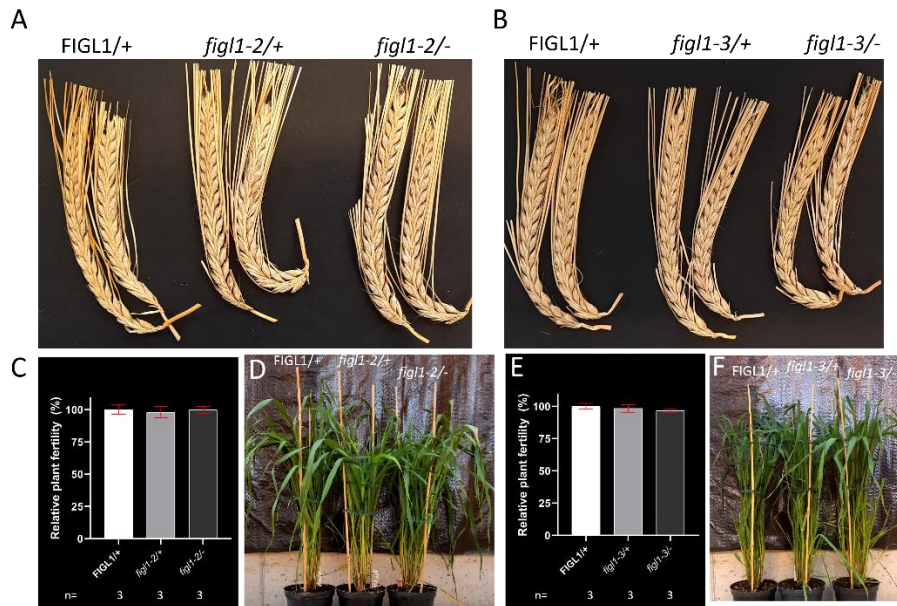 A
FIGL1/+ figl1-2/+ figl1-2/-
B
FIGL1/+ figl1-3/+ figl1-3/-
C
Relative plant fertility (%)
100
75
50
25
0
FIGL1/+ figl1-2/+ figl1-2/-
n= 3 3 3
D
FIGL1/+ figl1-2/+ figl1-2/-
E
Relative plant fertility (%)
100
75
50
25
0
FIGL1/+ figl1-3/+ figl1-3/-
n= 3 3 3
F
FIGL1/+ figl1-3/+ figl1-3/-